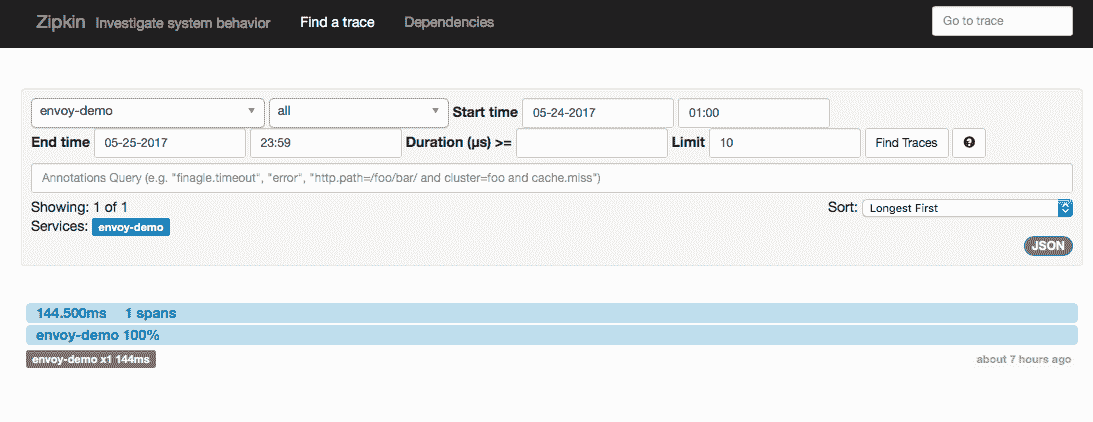 Zipkin Investigate system behavior Find a trace Dependencies Go to trace
envoy-demo all Start time 05-24-2017 01:00
End time 05-25-2017 23:59 Duration (μs) >= Limit 10 Find Traces ?
Annotations Query (e.g. "finagle.timeout", "error", "http.path=/foo/bar/ and cluster=foo and cache.miss")
Showing: 1 of 1 Sort: Longest First
Services: envoy-demo
JSON
144.500ms 1 spans
envoy-demo 100%
envoy-demo x1 144ms about 7 hours ago